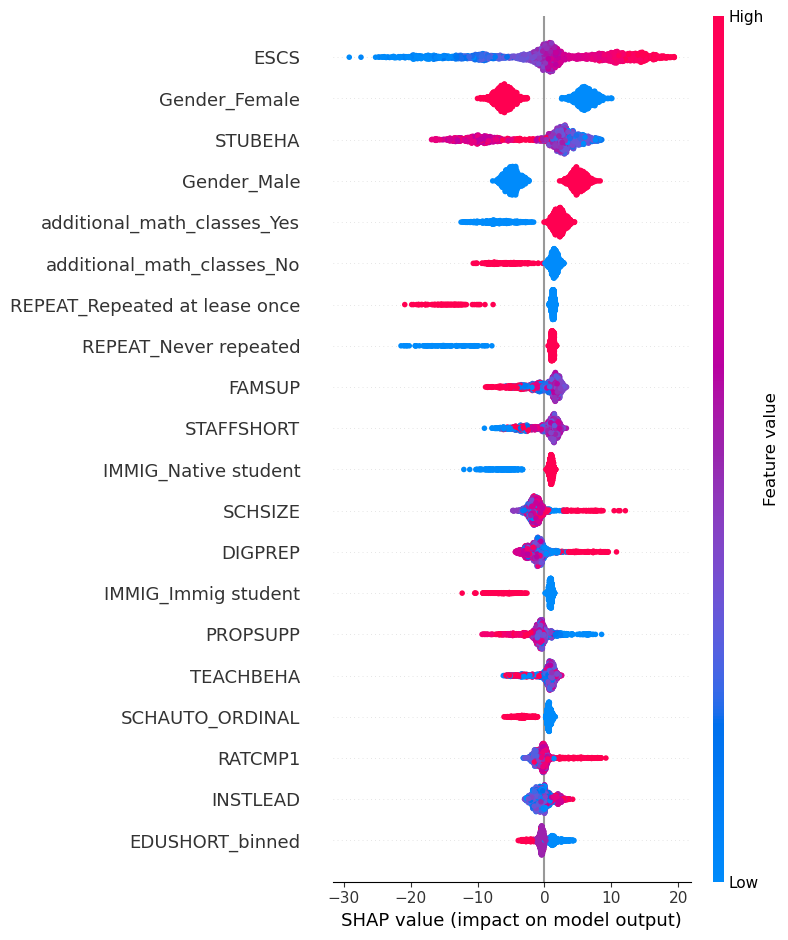 High
ESCS
Gender_Female
STUBEHA
Gender_Male
additional_math_classes_Yes
additional_math_classes_No
REPEAT_Repeated at lease once
REPEAT_Never repeated
FAMSUP
STAFFSHORT
IMMIG_Native student
SCHSIZE
DIGPREP
IMMIG_Immig student
PROPSUPP
TEACHBEHA
SCHAUTO_ORDINAL
RATCMP1
INSTLEAD
EDUSHORT_binned
Feature value
Low
−30 −20 −10 0 10 20
SHAP value (impact on model output)